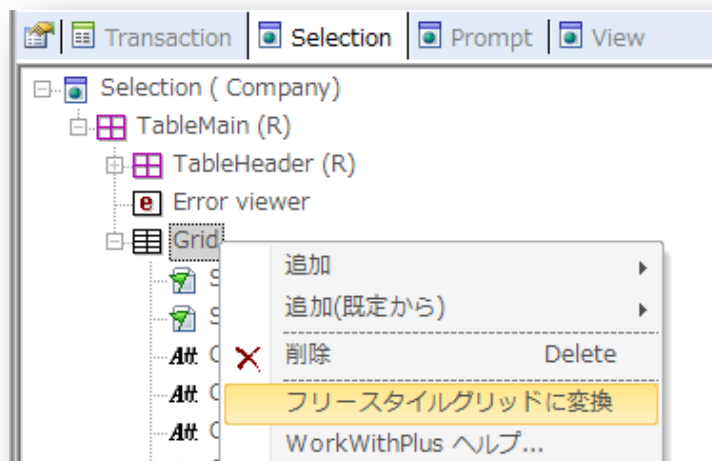 Transaction Selection Prompt View
Selection ( Company)
TableMain (R)
TableHeader (R)
Error viewer
Grid
追加
追加(既定から)
削除 Delete
フリースタイルグリッドに変換
WorkWithPlus ヘルプ...